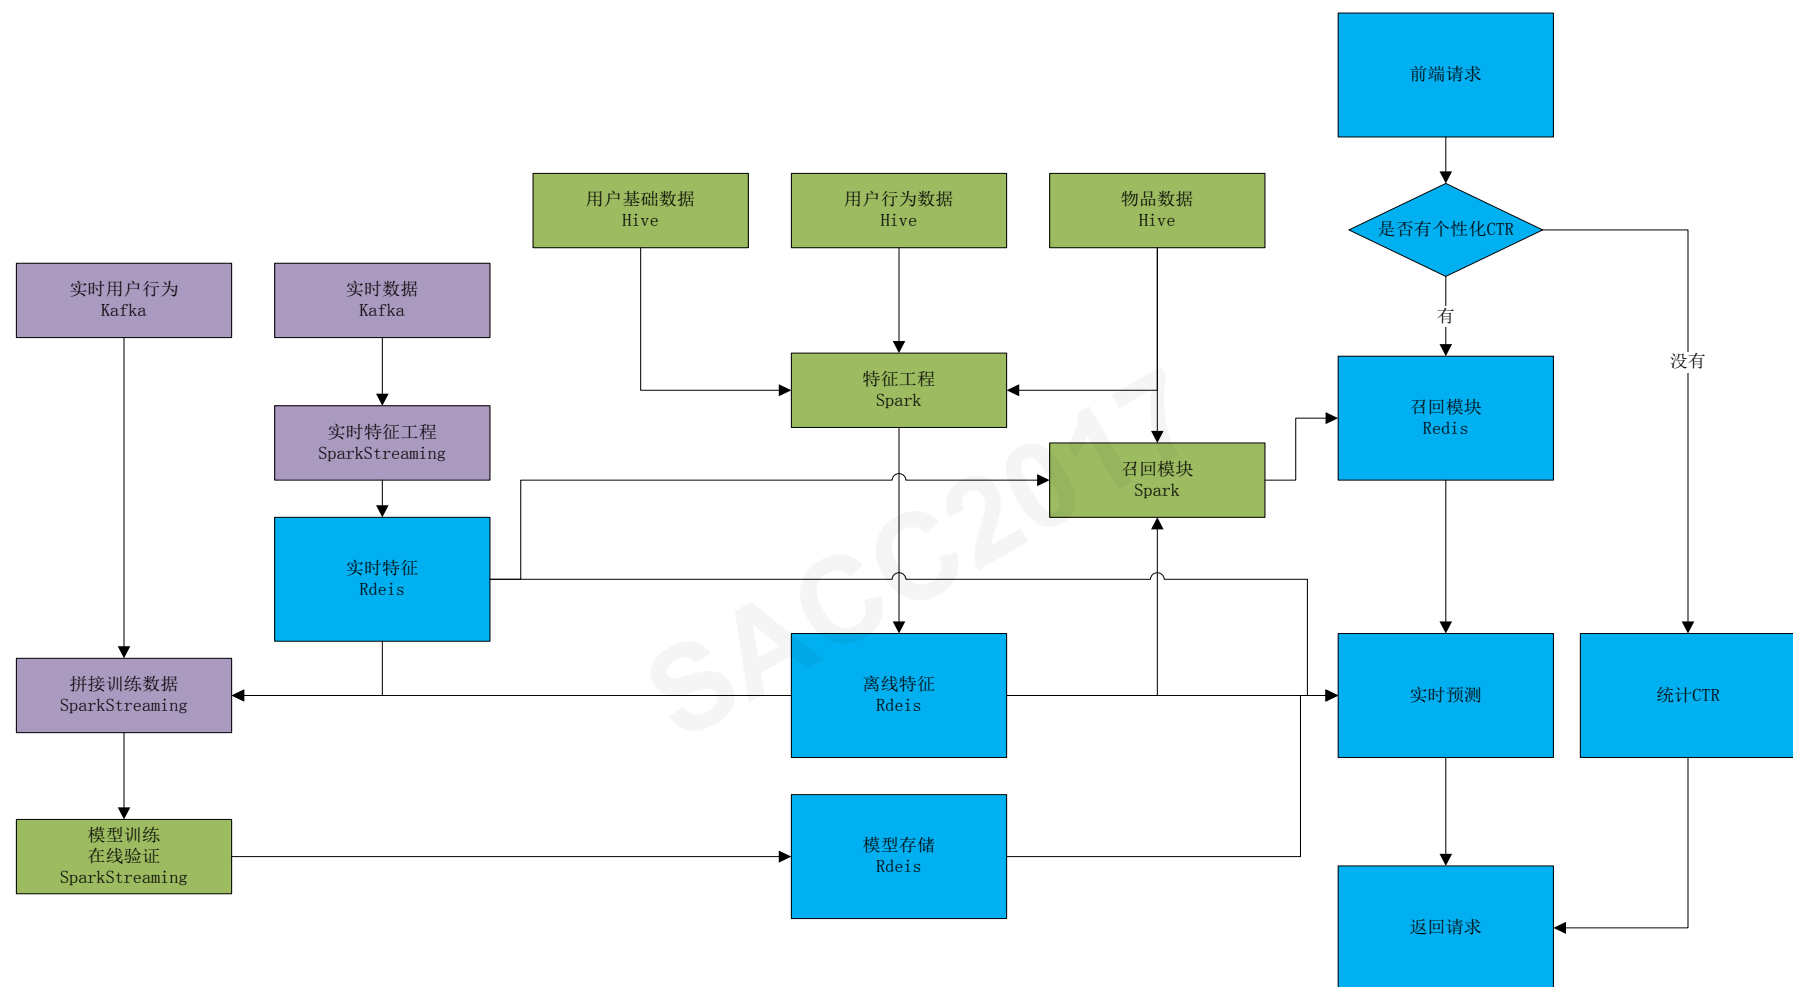 前端请求
用户基础数据
Hive
用户行为数据
Hive
物品数据
Hive
是否有个性化CTR
实时用户行为
Kafka
实时数据
Kafka
有
没有
特征工程
Spark
召回模块
Redis
实时特征工程
SparkStreaming
召回模块
Spark
实时特征
Rdeis
拼接训练数据
SparkStreaming
离线特征
Rdeis
实时预测
统计CTR
模型训练
在线验证
SparkStreaming
模型存储
Rdeis
返回请求
SACC2017